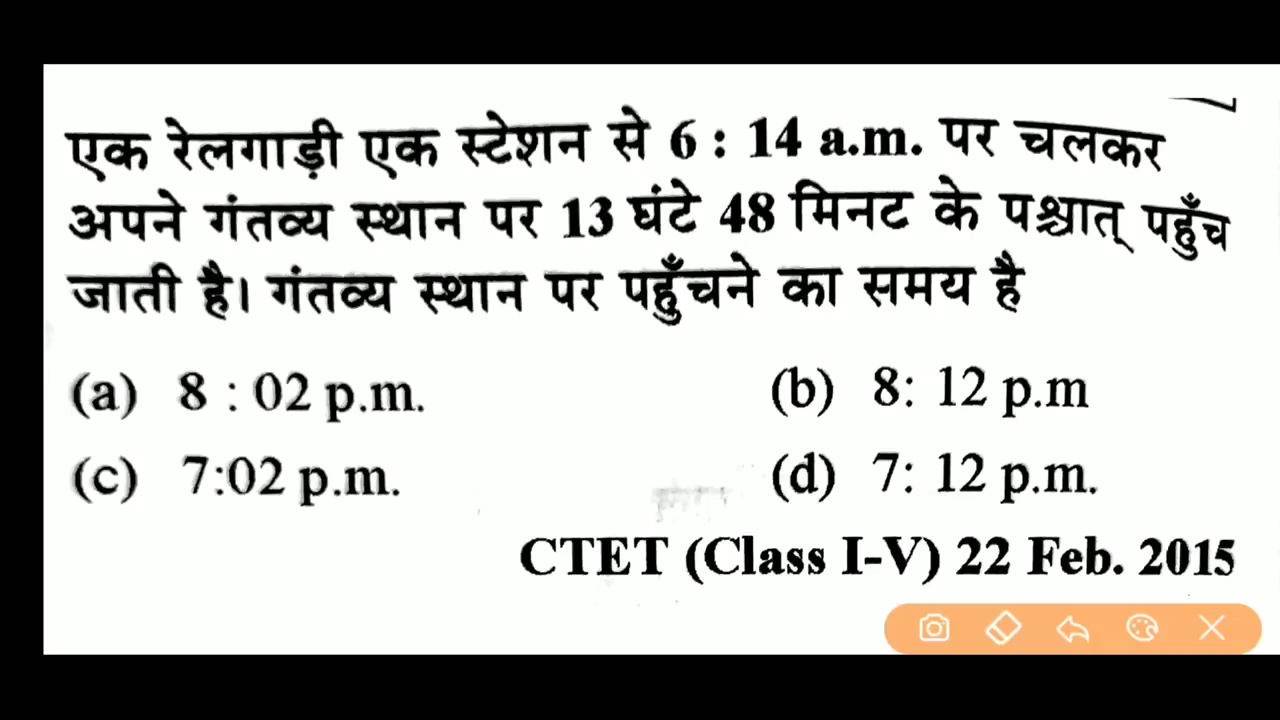 एक रेलगाड़ी एक स्टेशन से 6 : 14 a.m. पर चलकर
अपने गंतव्य स्थान पर 13 घंटे 48 मिनट के पश्चात् पहुँच
जाती है। गंतव्य स्थान पर पहुँचने का समय है
(a) 8 : 02 p.m. (b) 8: 12 p.m
(c) 7:02 p.m. (d) 7: 12 p.m.
CTET (Class I-V) 22 Feb. 2015